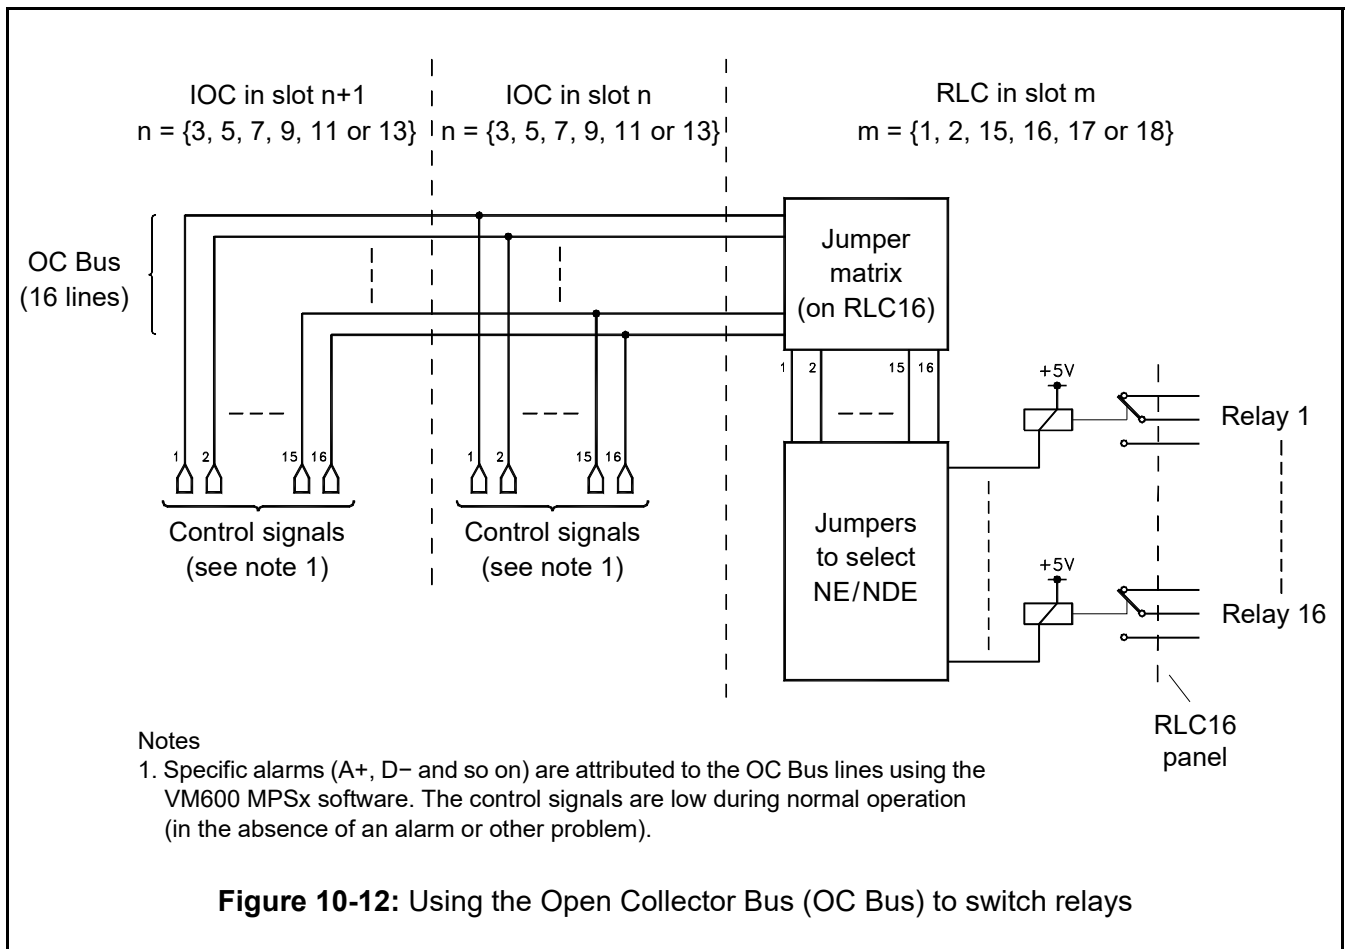 IOC in slot n+1
n = {3, 5, 7, 9, 11 or 13}
IOC in slot n
n = {3, 5, 7, 9, 11 or 13}
RLC in slot m
m = {1, 2, 15, 16, 17 or 18}
OC Bus
(16 lines)
Jumper
matrix
(on RLC16)
1 2 15 16
1 2 15 16
Control signals
(see note 1)
1 2 15 16
Control signals
(see note 1)
Jumpers
to select
NE/NDE
+5V
Relay 1
+5V
Relay 16
RLC16
panel
Notes
1. Specific alarms (A+, D− and so on) are attributed to the OC Bus lines using the
VM600 MPSx software. The control signals are low during normal operation
(in the absence of an alarm or other problem).
Figure 10-12: Using the Open Collector Bus (OC Bus) to switch relays